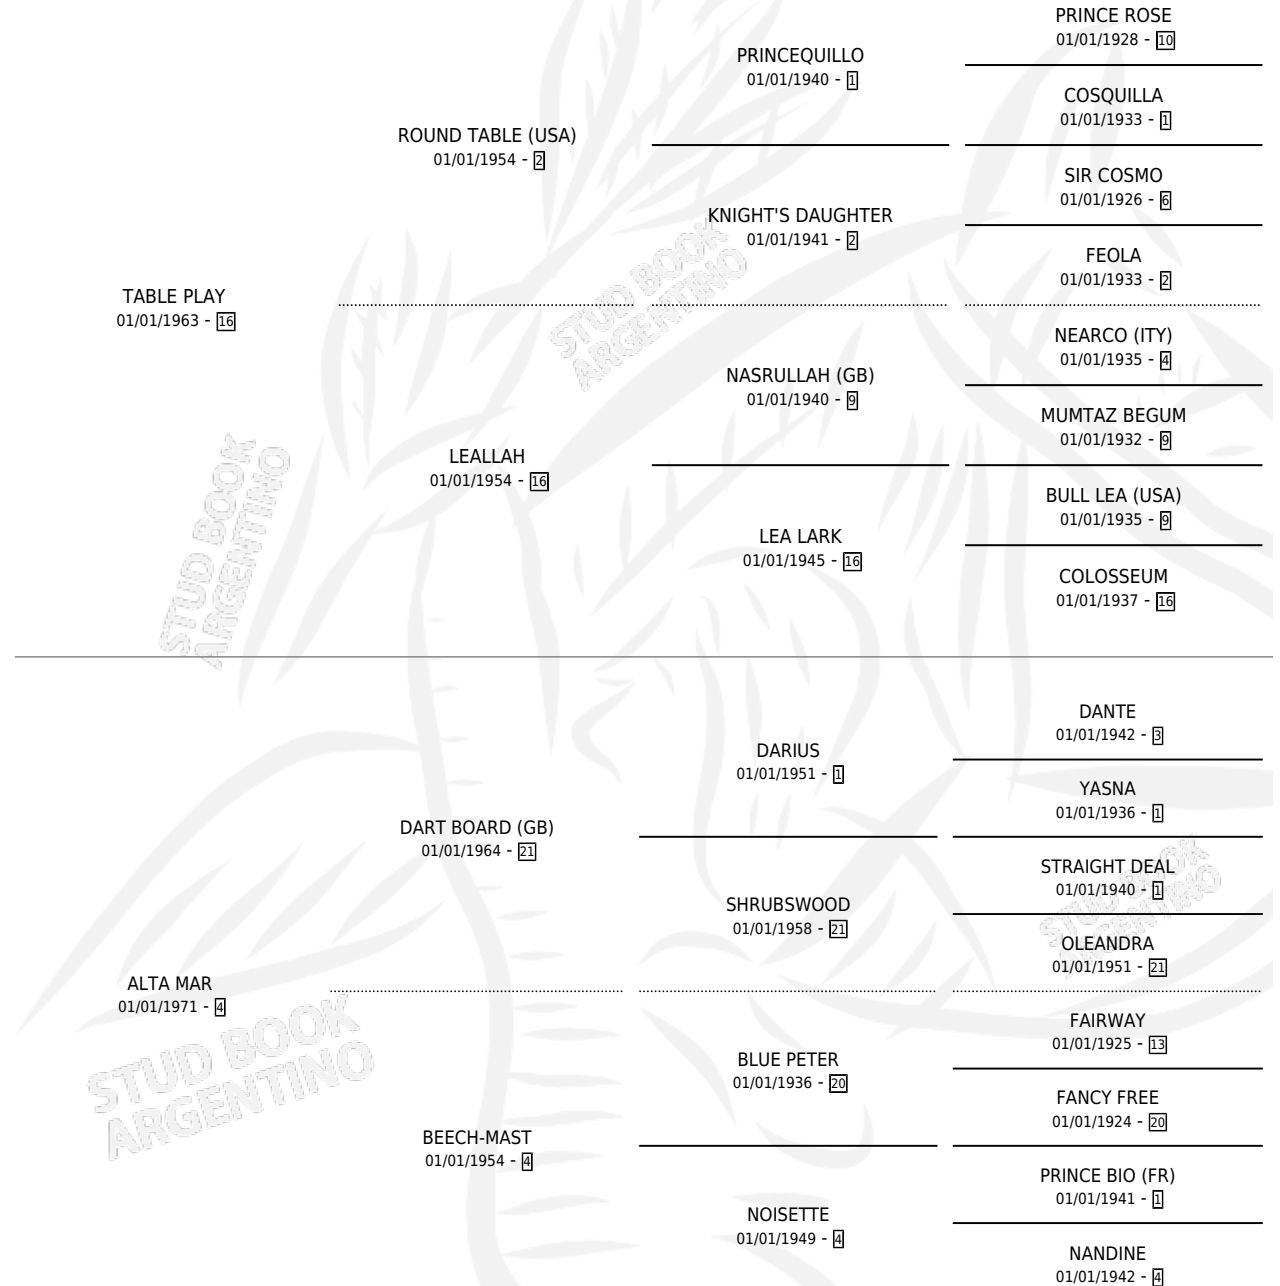 PRINCE ROSE
01/01/1928 - 10
PRINCEQUILLO
01/01/1940 - 1
COSQUILLA
01/01/1933 - 1
ROUND TABLE (USA)
01/01/1954 - 2
SIR COSMO
01/01/1926 - 6
KNIGHT'S DAUGHTER
01/01/1941 - 2
FEOLA
01/01/1933 - 2
TABLE PLAY
01/01/1963 - 16
NEARCO (ITY)
01/01/1935 - 4
NASRULLAH (GB)
01/01/1940 - 9
MUMTAZ BEGUM
01/01/1932 - 9
LEALLAH
01/01/1954 - 16
BULL LEA (USA)
01/01/1935 - 9
LEA LARK
01/01/1945 - 16
COLOSSEUM
01/01/1937 - 16
DANTE
01/01/1942 - 3
DARIUS
01/01/1951 - 1
YASNA
01/01/1936 - 1
DART BOARD (GB)
01/01/1964 - 21
STRAIGHT DEAL
01/01/1940 - 1
SHRUBSWOOD
01/01/1958 - 21
OLEANDRA
01/01/1951 - 21
ALTA MAR
01/01/1971 - 4
FAIRWAY
01/01/1925 - 13
BLUE PETER
01/01/1936 - 20
FANCY FREE
01/01/1924 - 20
BEECH-MAST
01/01/1954 - 4
PRINCE BIO (FR)
01/01/1941 - 1
NOISETTE
01/01/1949 - 4
NANDINE
01/01/1942 - 4
STUD BOOK
ARGENTINO
STUD BOOK
ARGENTINO
STUD BOOK
ARGENTINO
STUD BOOK
ARGENTINO